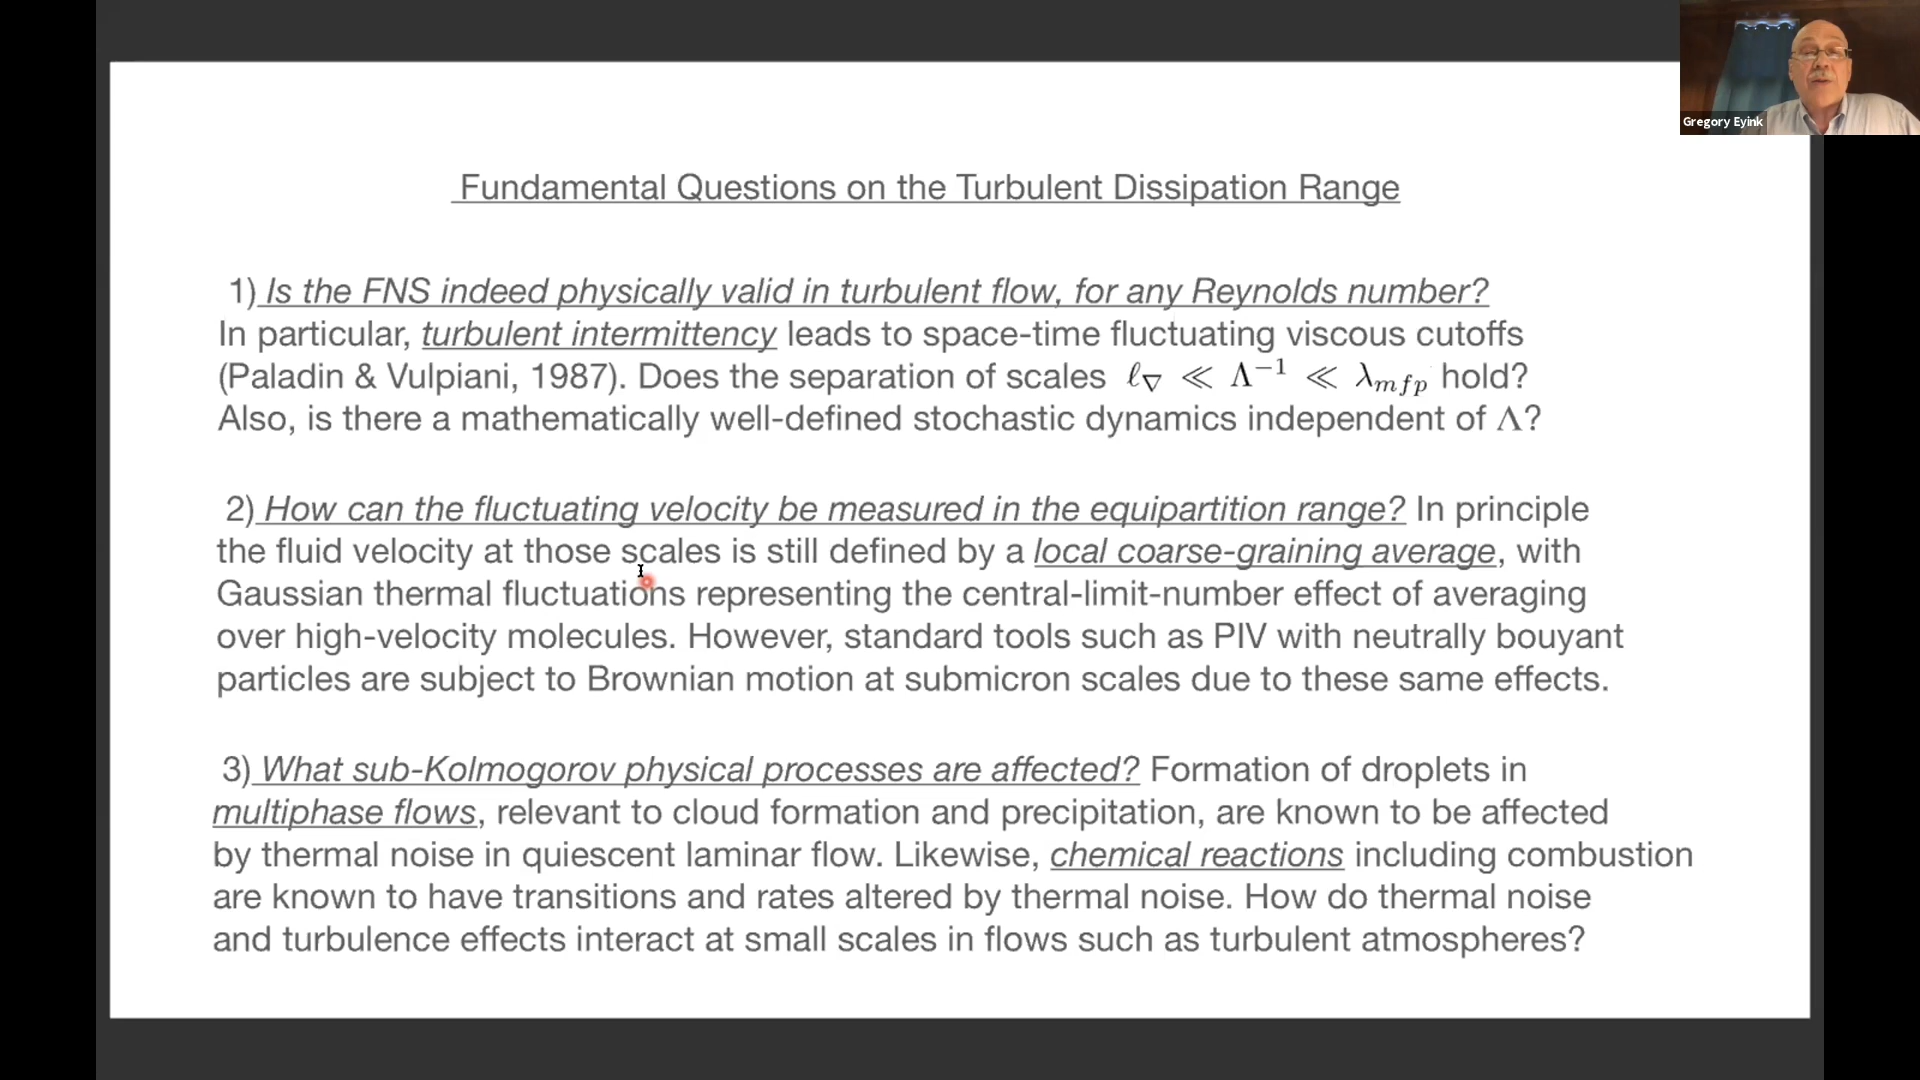 Gregory Eyink
Fundamental Questions on the Turbulent Dissipation Range
1) Is the FNS indeed physically valid in turbulent flow, for any Reynolds number?
In particular, turbulent intermittency leads to space-time fluctuating viscous cutoffs
(Paladin & Vulpiani, 1987). Does the separation of scales ℓ∇ ≪ Λ⁻¹ ≪ λmfp hold?
Also, is there a mathematically well-defined stochastic dynamics independent of Λ?
2) How can the fluctuating velocity be measured in the equipartition range? In principle
the fluid velocity at those scales is still defined by a local coarse-graining average, with
Gaussian thermal fluctuations representing the central-limit-number effect of averaging
over high-velocity molecules. However, standard tools such as PIV with neutrally bouyant
particles are subject to Brownian motion at submicron scales due to these same effects.
3) What sub-Kolmogorov physical processes are affected? Formation of droplets in
multiphase flows, relevant to cloud formation and precipitation, are known to be affected
by thermal noise in quiescent laminar flow. Likewise, chemical reactions including combustion
are known to have transitions and rates altered by thermal noise. How do thermal noise
and turbulence effects interact at small scales in flows such as turbulent atmospheres?